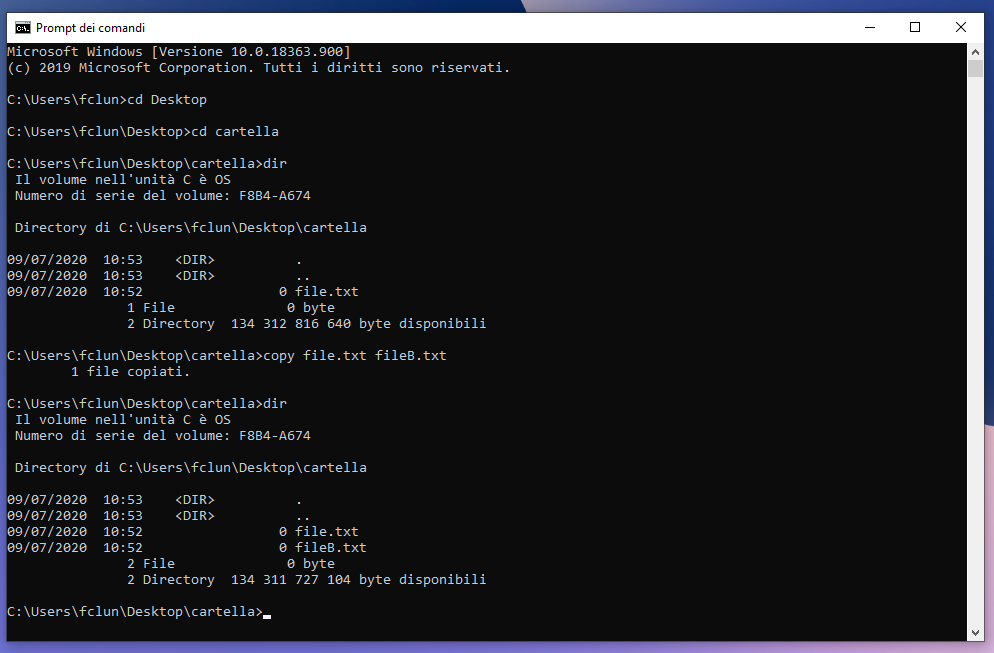 Prompt dei comandi
Microsoft Windows [Versione 10.0.18363.900]
(c) 2019 Microsoft Corporation. Tutti i diritti sono riservati.
C:\Users\fclun>cd Desktop
C:\Users\fclun\Desktop>cd cartella
C:\Users\fclun\Desktop\cartella>dir
 Il volume nell'unità C è OS
 Numero di serie del volume: F8B4-A674
 Directory di C:\Users\fclun\Desktop\cartella
09/07/2020  10:53    <DIR>          .
09/07/2020  10:53    <DIR>          ..
09/07/2020  10:52                 0 file.txt
               1 File              0 byte
               2 Directory  134 312 816 640 byte disponibili
C:\Users\fclun\Desktop\cartella>copy file.txt fileB.txt
        1 file copiati.
C:\Users\fclun\Desktop\cartella>dir
 Il volume nell'unità C è OS
 Numero di serie del volume: F8B4-A674
 Directory di C:\Users\fclun\Desktop\cartella
09/07/2020  10:53    <DIR>          .
09/07/2020  10:53    <DIR>          ..
09/07/2020  10:52                 0 file.txt
09/07/2020  10:52                 0 fileB.txt
               2 File              0 byte
               2 Directory  134 311 727 104 byte disponibili
C:\Users\fclun\Desktop\cartella>